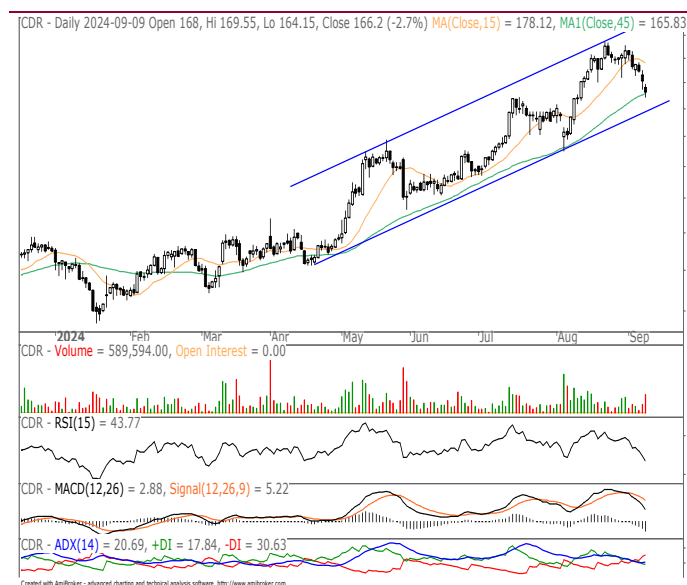 CDR - Daily 2024-09-09 Open 168, Hi 169.55, Lo 164.15, Close 166.2 (-2.7%) MA(Close,15) = 178.12, MA1(Close,45) = 165.83
2024 Feb Mar Apr May Jun Jul Aug Sep
CDR - Volume = 589,594.00, Open Interest = 0.00
CDR - RSI(15) = 43.77
CDR - MACD(12,26) = 2.88, Signal(12,26,9) = 5.22
CDR - ADX(14) = 20.69, +DI = 17.84, -DI = 30.63
Created with AmiBroker - advanced charting and technical analysis software. http://www.amibroker.com